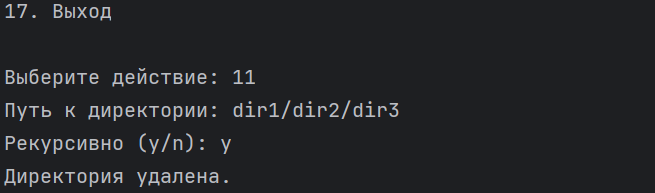 17. Выход
Выберите действие: 11
Путь к директории: dir1/dir2/dir3
Рекурсивно (y/n): y
Директория удалена.